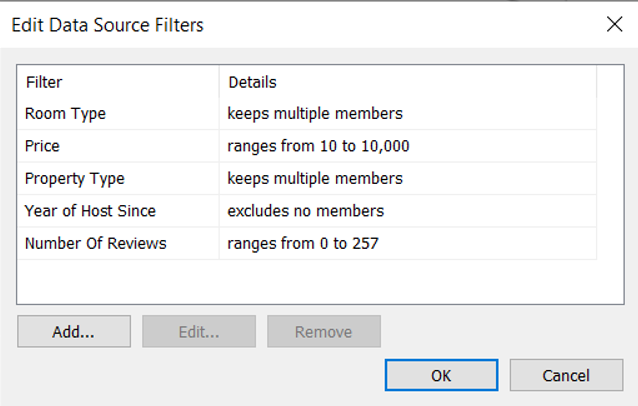 Edit Data Source Filters
Filter Details
Room Type keeps multiple members
Price ranges from 10 to 10,000
Property Type keeps multiple members
Year of Host Since excludes no members
Number Of Reviews ranges from 0 to 257
Add... Edit... Remove
OK Cancel